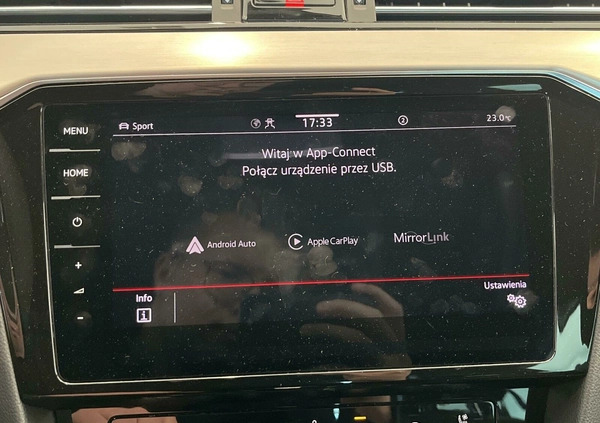 Sport
17:33
2
23.0°C
MENU
HOME
Witaj w App-Connect
Połącz urządzenie przez USB.
Android Auto
Apple CarPlay
MirrorLink
+
-
Info
i
Ustawienia